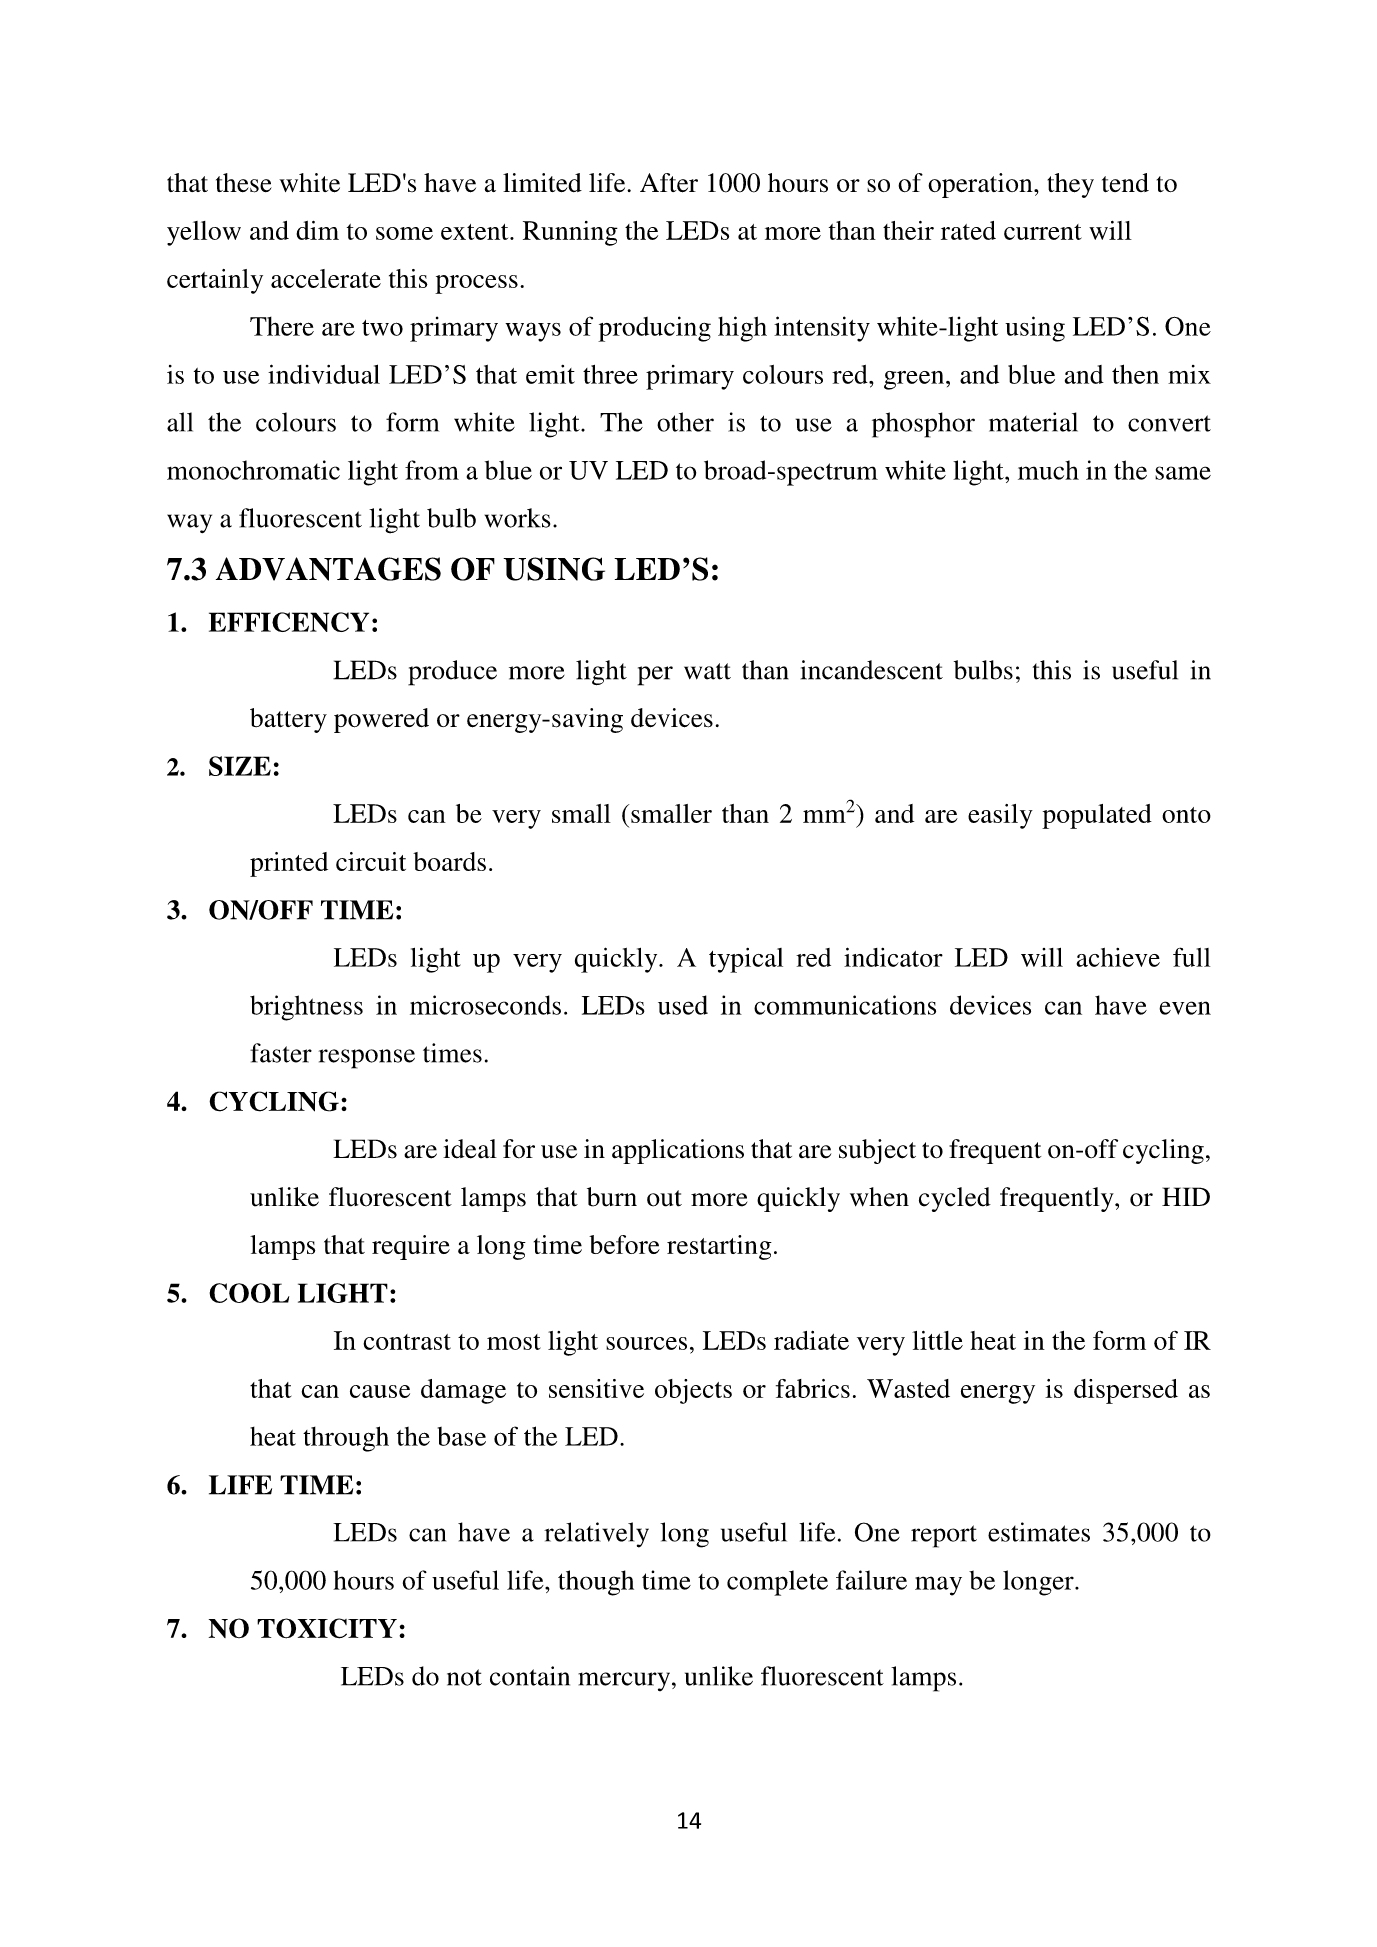 that these white LED's have a limited life. After 1000 hours or so of operation, they tend to
yellow and dim to some extent. Running the LEDs at more than their rated current will
certainly accelerate this process.
There are two primary ways of producing high intensity white-light using LED’S. One
is to use individual LED’S that emit three primary colours red, green, and blue and then mix
all the colours to form white light. The other is to use a phosphor material to convert
monochromatic light from a blue or UV LED to broad-spectrum white light, much in the same
way a fluorescent light bulb works.
7.3 ADVANTAGES OF USING LED’S:
1. EFFICENCY:
LEDs produce more light per watt than incandescent bulbs; this is useful in
battery powered or energy-saving devices.
2. SIZE:
LEDs can be very small (smaller than 2 mm²) and are easily populated onto
printed circuit boards.
3. ON/OFF TIME:
LEDs light up very quickly. A typical red indicator LED will achieve full
brightness in microseconds. LEDs used in communications devices can have even
faster response times.
4. CYCLING:
LEDs are ideal for use in applications that are subject to frequent on-off cycling,
unlike fluorescent lamps that burn out more quickly when cycled frequently, or HID
lamps that require a long time before restarting.
5. COOL LIGHT:
In contrast to most light sources, LEDs radiate very little heat in the form of IR
that can cause damage to sensitive objects or fabrics. Wasted energy is dispersed as
heat through the base of the LED.
6. LIFE TIME:
LEDs can have a relatively long useful life. One report estimates 35,000 to
50,000 hours of useful life, though time to complete failure may be longer.
7. NO TOXICITY:
LEDs do not contain mercury, unlike fluorescent lamps.
14